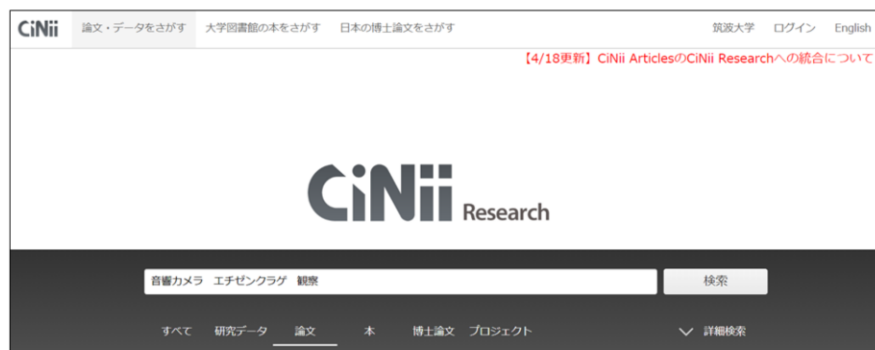 CiNii 論文・データをさがす 大学図書館の本をさがす 日本の博士論文をさがす 筑波大学 ログイン English
【4/18更新】CiNii ArticlesのCiNii Researchへの統合について
CiNii Research
音響カメラ エチゼンクラゲ 観察 検索
すべて 研究データ 論文 本 博士論文 プロジェクト 詳細検索